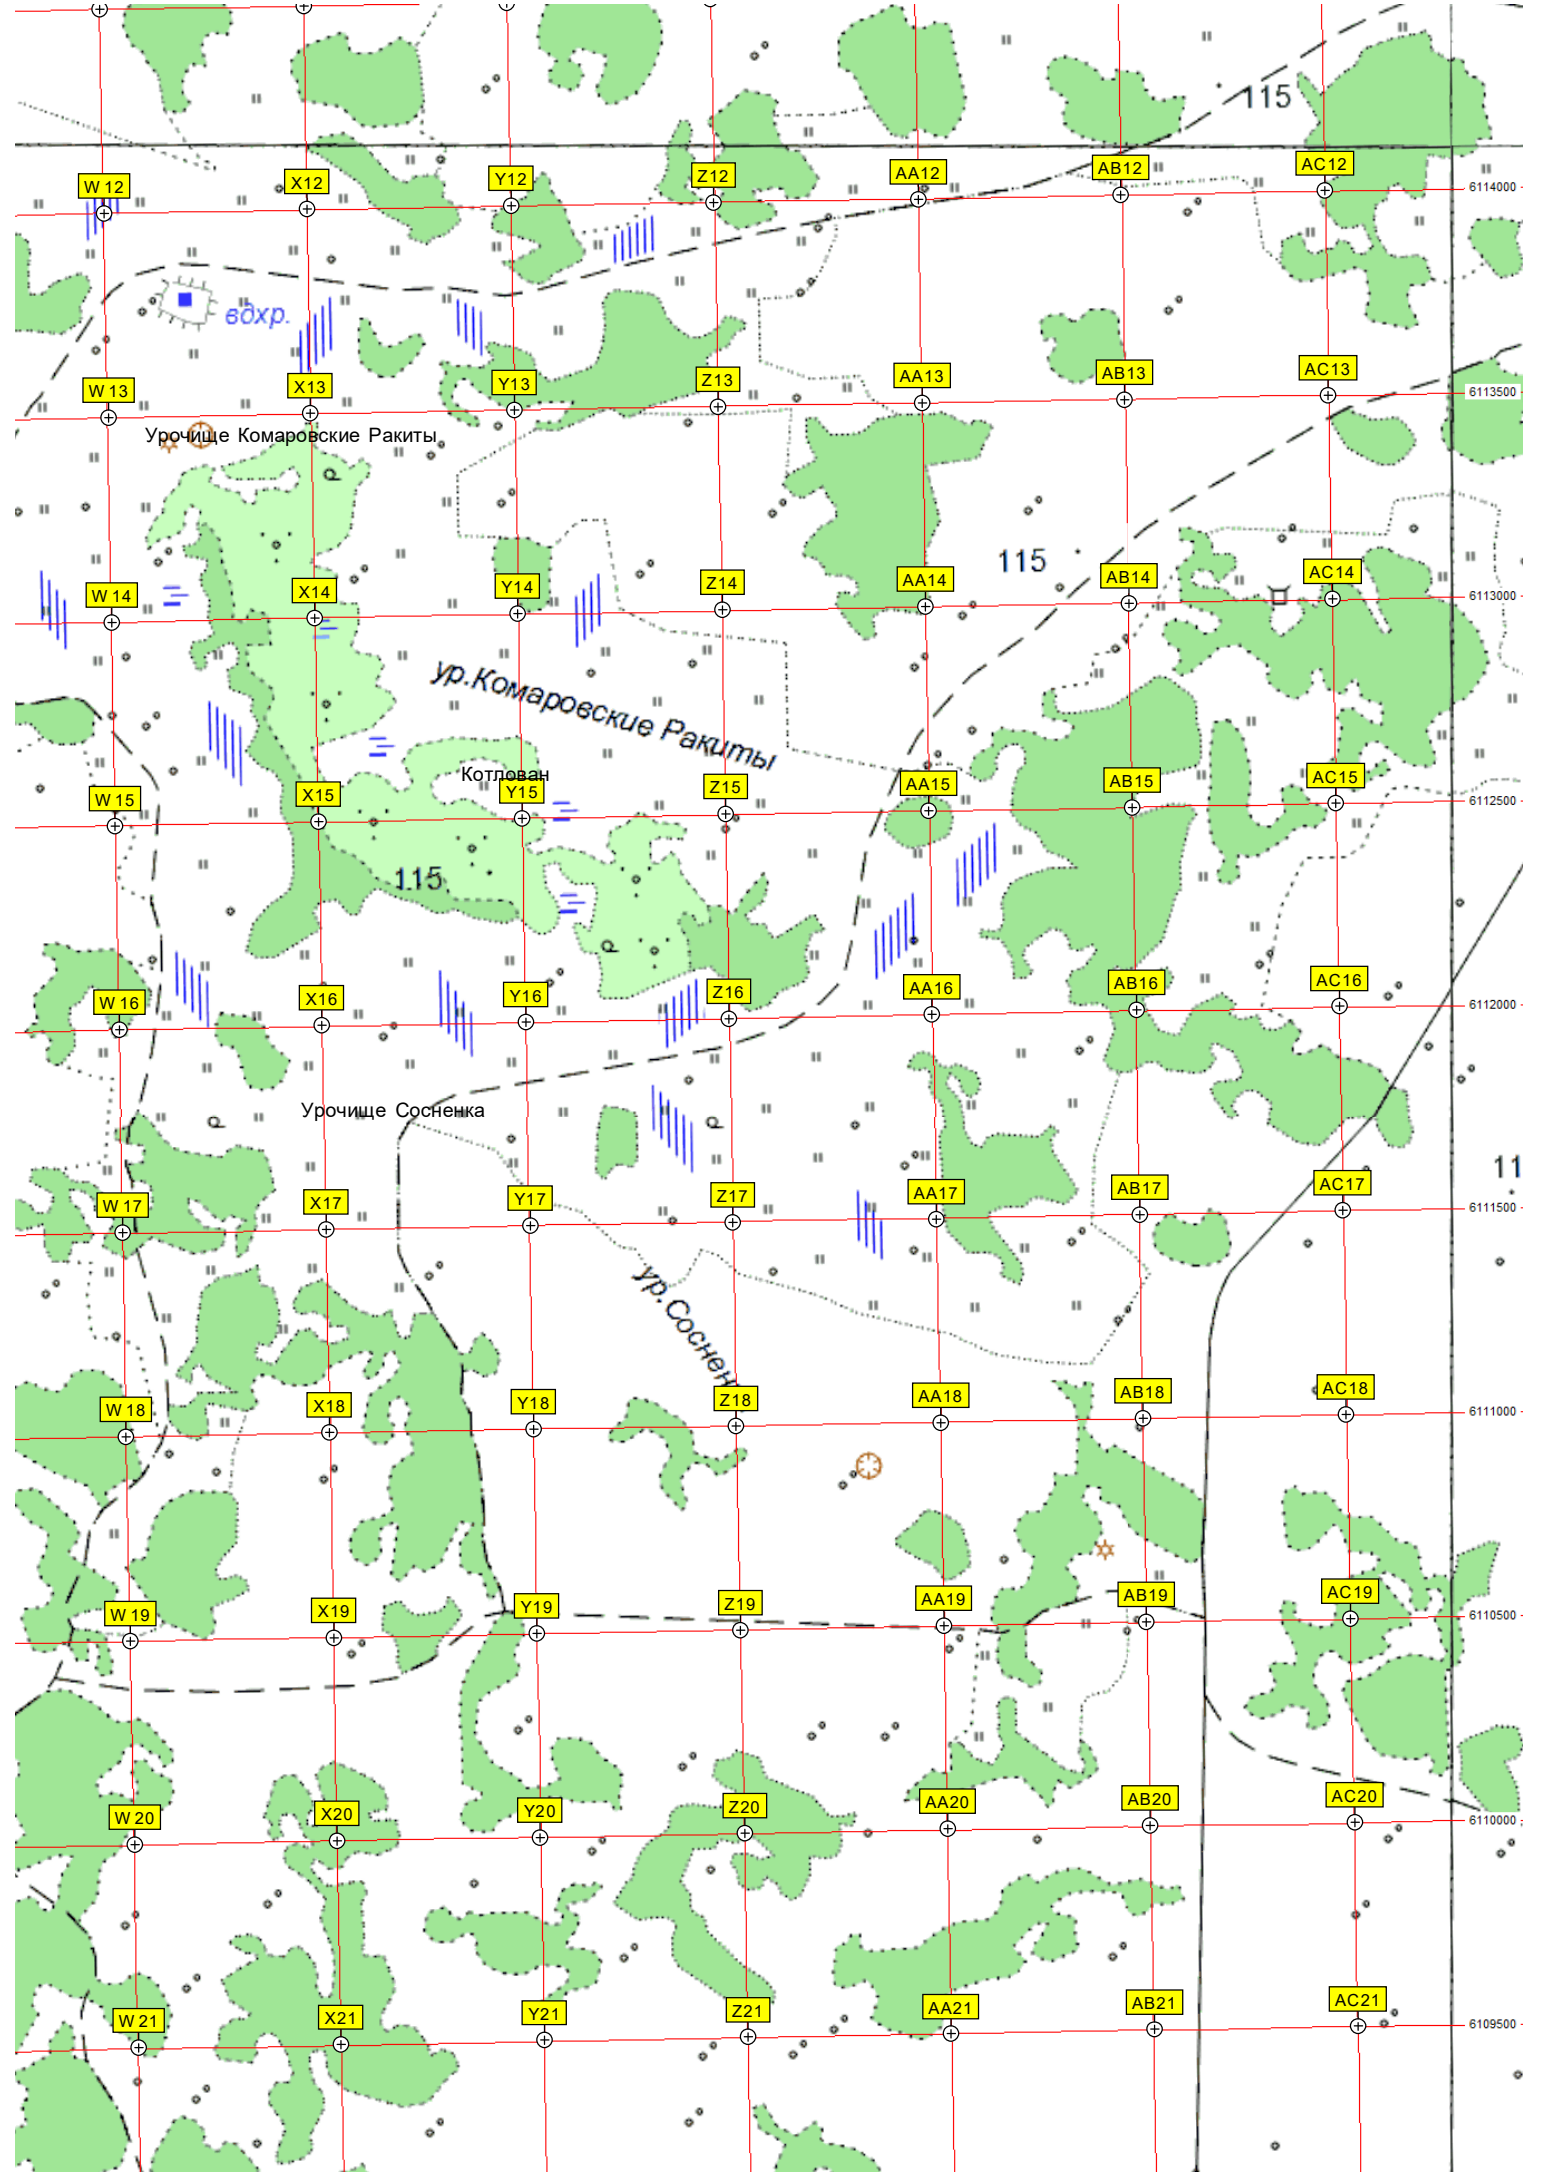 115
W 12 X12 Y12 Z12 AA12 AB12 AC12 6114000
вдхр.
W 13 X13 Y13 Z13 AA13 AB13 AC13 6113500
Урочище Комаровские Ракиты
115
W 14 X14 Y14 Z14 AA14 AB14 AC14 6113000
ур.Комаровские Ракиты
Котлован
W 15 X15 Y15 Z15 AA15 AB15 AC15 6112500
115
W 16 X16 Y16 Z16 AA16 AB16 AC16 6112000
Урочище Сосненка
11
W 17 X17 Y17 Z17 AA17 AB17 AC17 6111500
ур.Соснен
W 18 X18 Y18 Z18 AA18 AB18 AC18 6111000
W 19 X19 Y19 Z19 AA19 AB19 AC19 6110500
W 20 X20 Y20 Z20 AA20 AB20 AC20 6110000
W 21 X21 Y21 Z21 AA21 AB21 AC21 6109500